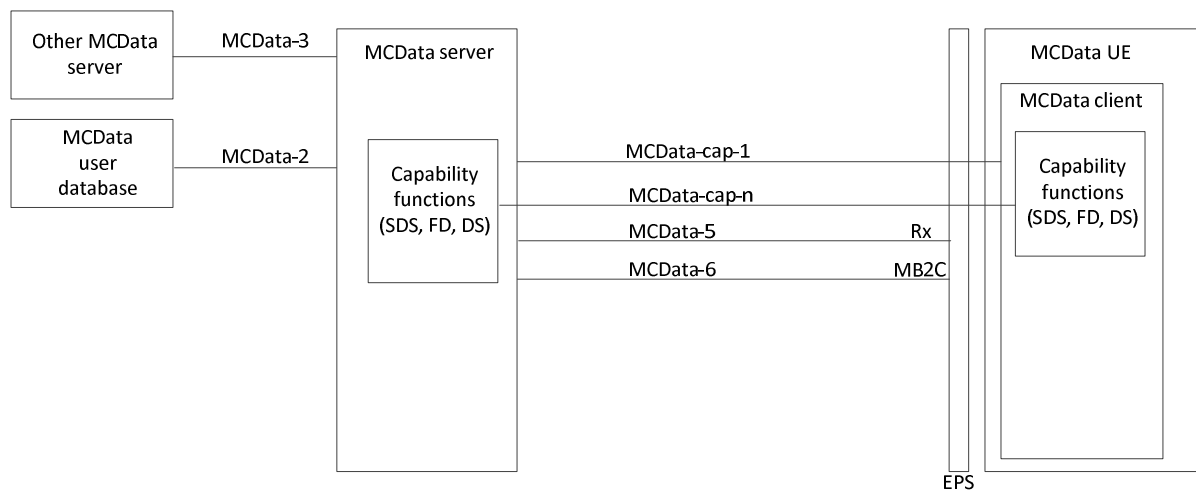 Other MCData
server
MCData-3
MCData
user
database
MCData-2
MCData server
Capability
functions
(SDS, FD, DS)
MCData-cap-1
MCData-cap-n
MCData-5
Rx
MCData-6
MB2C
EPS
MCData UE
MCData client
Capability
functions
(SDS, FD, DS)